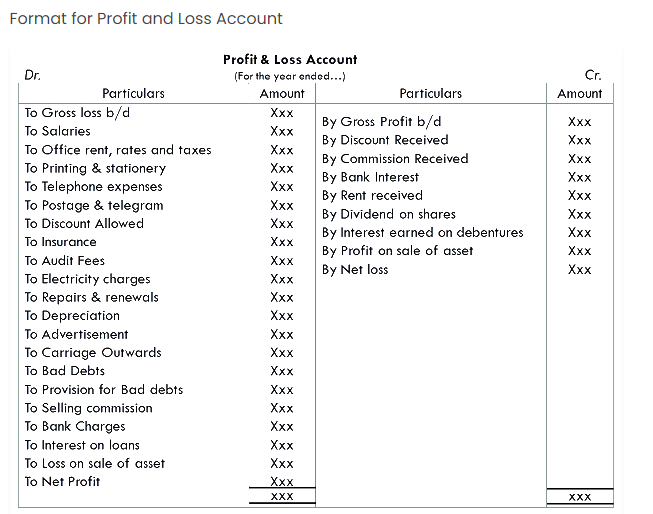 Format for Profit and Loss Account
Profit & Loss Account
Dr. (For the year ended...) Cr.
Particulars Amount Particulars Amount
To Gross loss b/d Xxx
To Salaries Xxx
To Office rent, rates and taxes Xxx
To Printing & stationery Xxx
To Telephone expenses Xxx
To Postage & telegram Xxx
To Discount Allowed Xxx
To Insurance Xxx
To Audit Fees Xxx
To Electricity charges Xxx
To Repairs & renewals Xxx
To Depreciation Xxx
To Advertisement Xxx
To Carriage Outwards Xxx
To Bad Debts Xxx
To Provision for Bad debts Xxx
To Selling commission Xxx
To Bank Charges Xxx
To Interest on loans Xxx
To Loss on sale of asset Xxx
To Net Profit Xxx
xxx
By Gross Profit b/d Xxx
By Discount Received Xxx
By Commission Received Xxx
By Bank Interest Xxx
By Rent received Xxx
By Dividend on shares Xxx
By Interest earned on debentures Xxx
By Profit on sale of asset Xxx
By Net loss Xxx
xxx